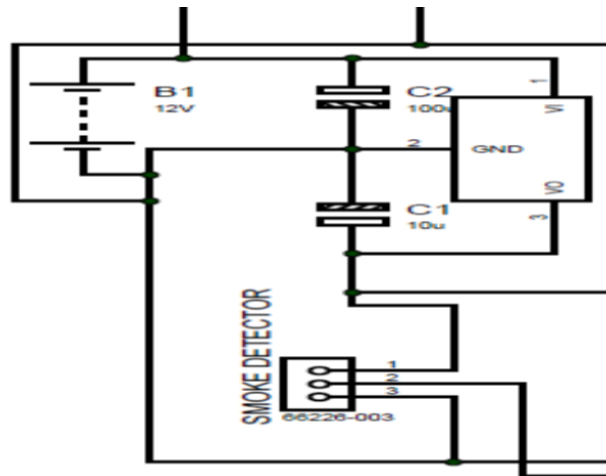 B1
12V
C2
100u
1
VI
2
GND
VO
3
C1
10u
SMOKE DETECTOR
1
2
3
66226-003